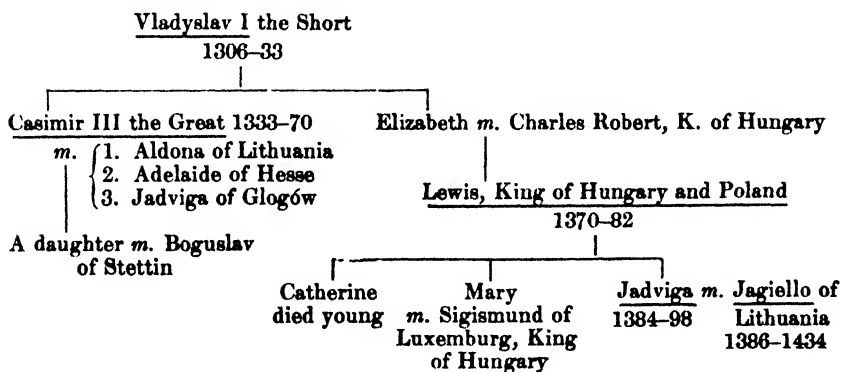 Vladyslav I the Short
1306–33
Casimir III the Great 1333–70
m. 1. Aldona of Lithuania
2. Adelaide of Hesse
3. Jadviga of Glogów
A daughter m. Boguslav
of Stettin
Elizabeth m. Charles Robert, K. of Hungary
Lewis, King of Hungary and Poland
1370–82
Catherine
died young
Mary
m. Sigismund of
Luxemburg, King
of Hungary
Jadviga m. Jagiello of
1384–98 Lithuania
1386–1434